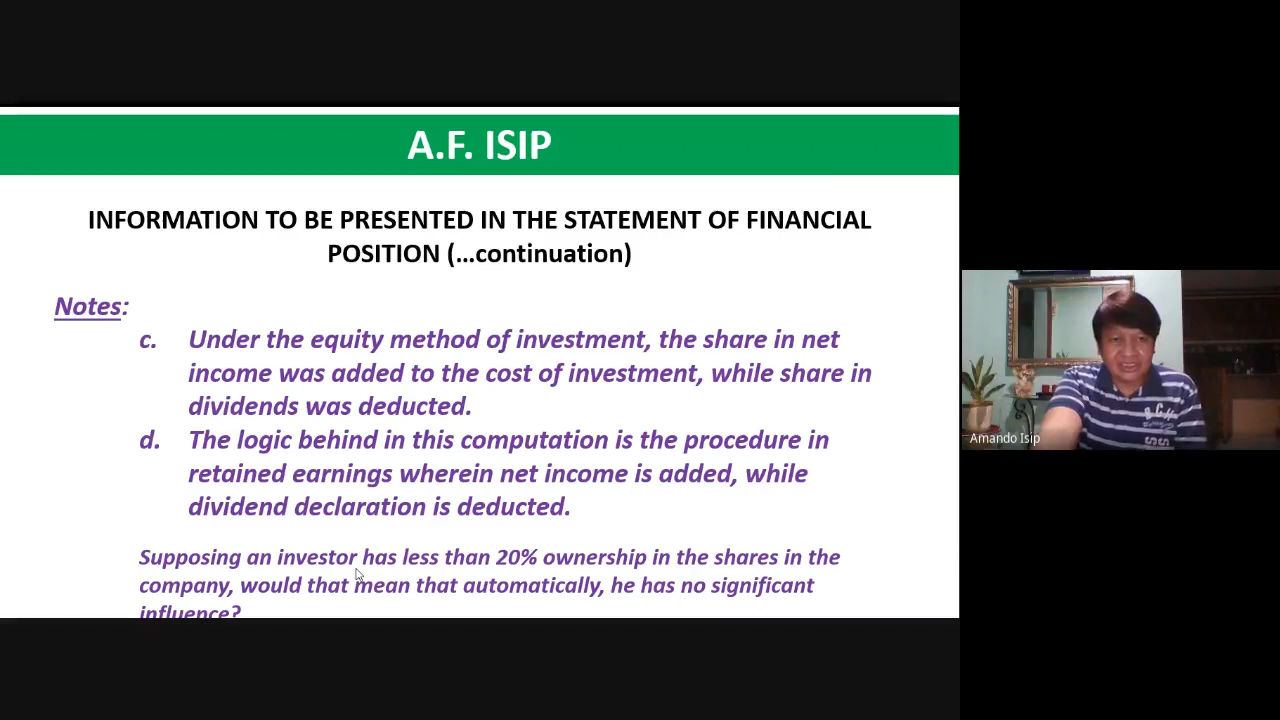 A.F. ISIP
INFORMATION TO BE PRESENTED IN THE STATEMENT OF FINANCIAL
POSITION (...continuation)
Notes:
c. Under the equity method of investment, the share in net
income was added to the cost of investment, while share in
dividends was deducted.
d. The logic behind in this computation is the procedure in
retained earnings wherein net income is added, while
dividend declaration is deducted.
Supposing an investor has less than 20% ownership in the shares in the
company, would that mean that automatically, he has no significant
influence?
Amando Isip